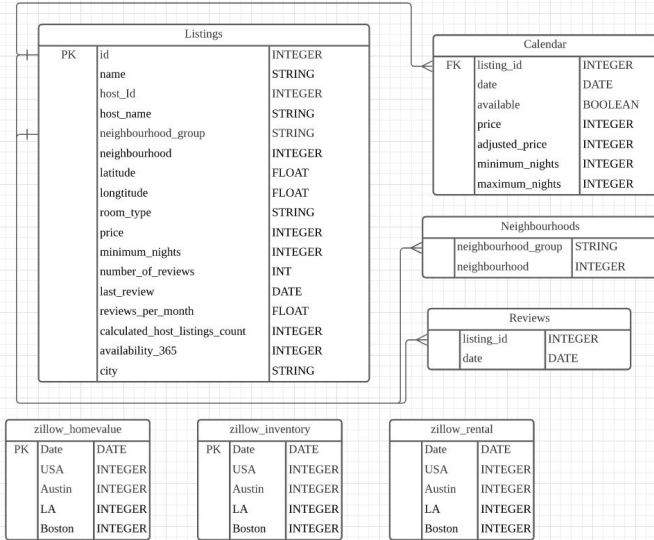 Listings
PK id INTEGER
name STRING
host_Id INTEGER
host_name STRING
neighbourhood_group STRING
neighbourhood INTEGER
latitude FLOAT
longtitude FLOAT
room_type STRING
price INTEGER
minimum_nights INTEGER
number_of_reviews INT
last_review DATE
reviews_per_month FLOAT
calculated_host_listings_count INTEGER
availability_365 INTEGER
city STRING
Calendar
FK listing_id INTEGER
date DATE
available BOOLEAN
price INTEGER
adjusted_price INTEGER
minimum_nights INTEGER
maximum_nights INTEGER
Neighbourhoods
neighbourhood_group STRING
neighbourhood INTEGER
Reviews
listing_id INTEGER
date DATE
zillow_homevalue
PK Date DATE
USA INTEGER
Austin INTEGER
LA INTEGER
Boston INTEGER
zillow_inventory
PK Date DATE
USA INTEGER
Austin INTEGER
LA INTEGER
Boston INTEGER
zillow_rental
Date DATE
USA INTEGER
Austin INTEGER
LA INTEGER
Boston INTEGER